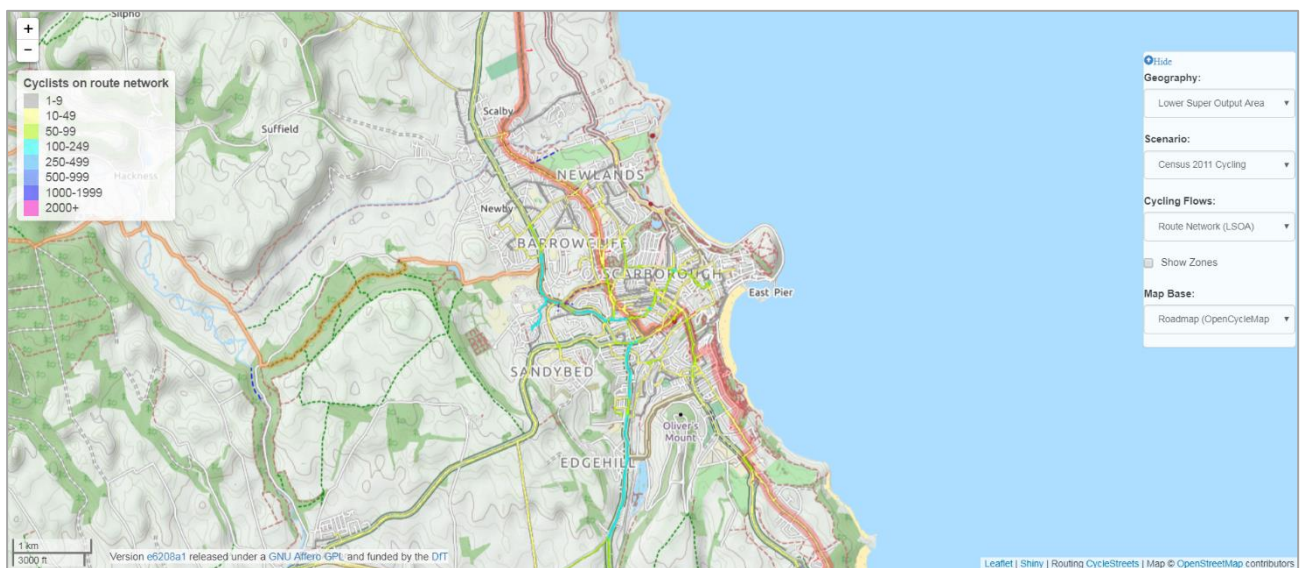 Silpho
+
−
Cyclists on route network
1-9
10-49
50-99
100-249
250-499
500-999
1000-1999
2000+
Hackness
Suffield
Scalby
NEWLANDS
Newby
BARROWCLIFF
SCARBOROUGH
East Pier
SANDYBED
Oliver's
Mount
EDGEHILL
Hide
Geography:
Lower Super Output Area
Scenario:
Census 2011 Cycling
Cycling Flows:
Route Network (LSOA)
Show Zones
Map Base:
Roadmap (OpenCycleMap
1 km
3000 ft
Version e6208a1 released under a GNU Affero GPL and funded by the DfT
Leaflet | Shiny | Routing CycleStreets | Map © OpenStreetMap contributors